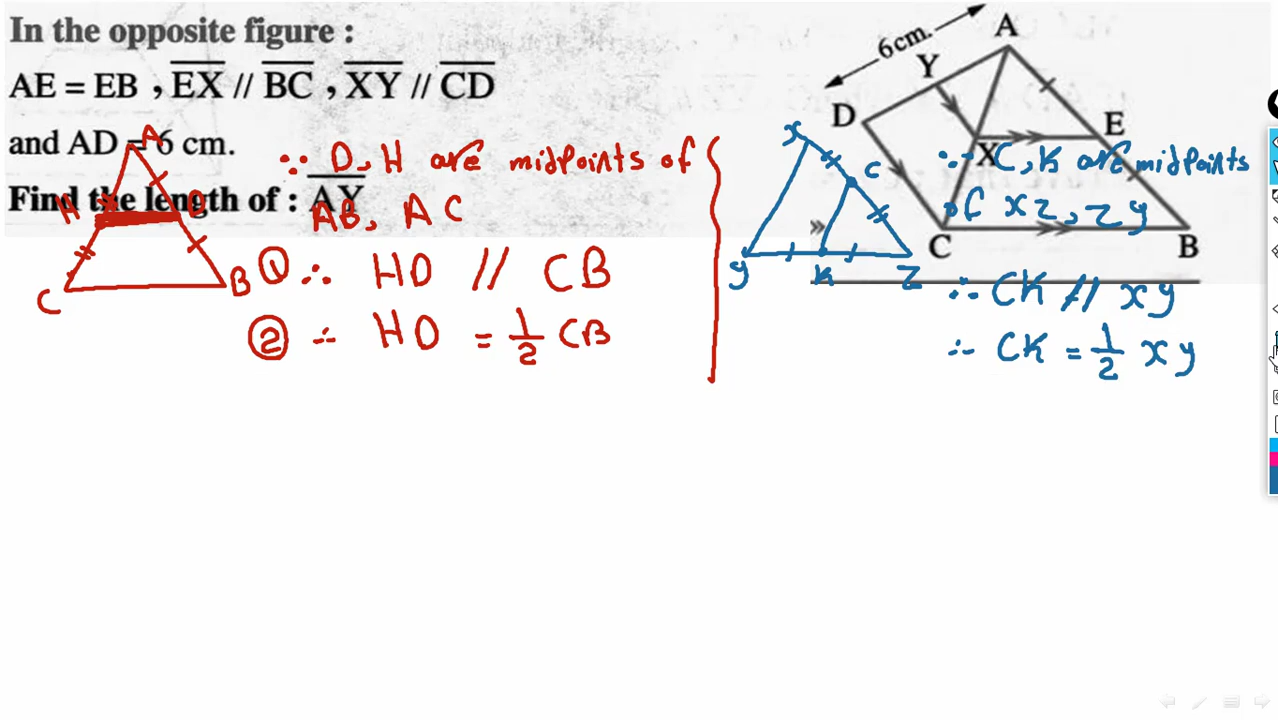 In the opposite figure :
AE = EB , EX // BC , XY // CD
and AD = 6 cm.
Find the length of : AY
6cm.
A
Y
D
E
X
C
B
A
H
D
C
B
∵ D, H are midpoints of
AB, AC
① ∴ HD // CB
② ∴ HD = 1/2 CB
x
C
y
K
Z
∵ C, K are midpoints
of xz, zy
∴ CK // xy
∴ CK = 1/2 xy